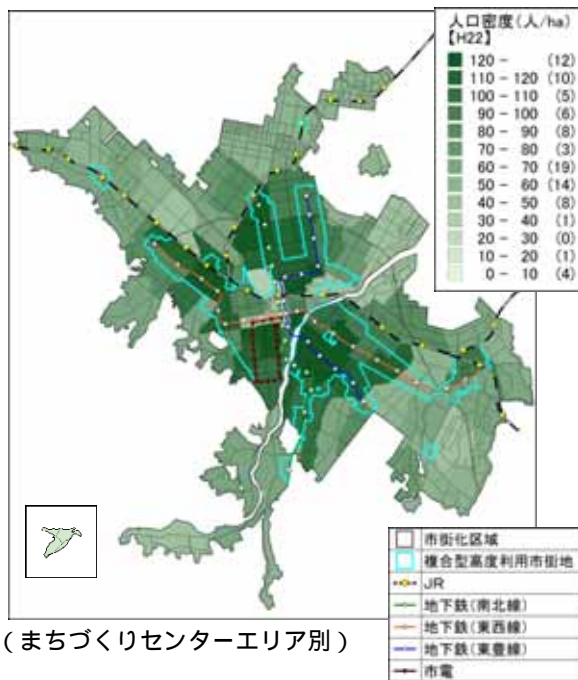 人口密度(人/ha)
【H22】
120 - (12)
110 - 120 (10)
100 - 110 (5)
90 - 100 (6)
80 - 90 (8)
70 - 80 (3)
60 - 70 (19)
50 - 60 (14)
40 - 50 (8)
30 - 40 (1)
20 - 30 (0)
10 - 20 (1)
0 - 10 (4)
市街化区域
複合型高度利用市街地
JR
地下鉄(南北線)
地下鉄(東西線)
地下鉄(東豊線)
市電
(まちづくりセンターエリア別)